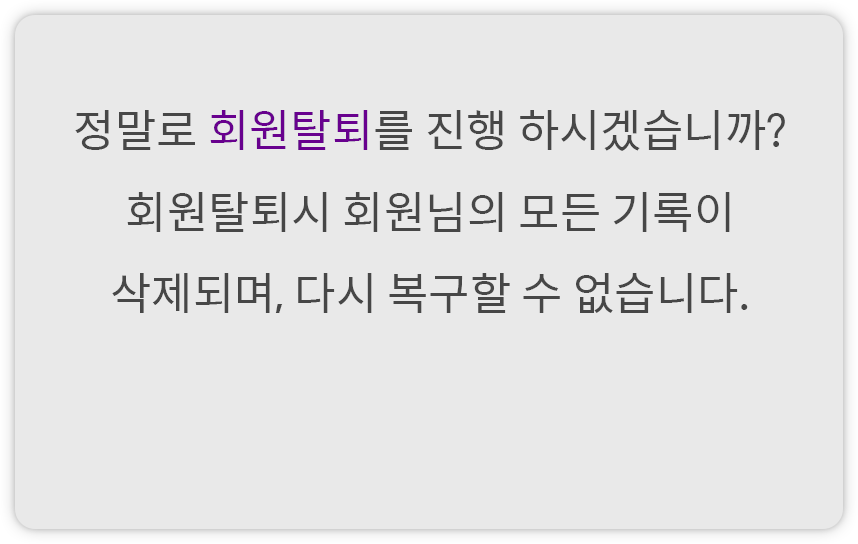 정말로 회원탈퇴를 진행 하시겠습니까?
회원탈퇴시 회원님의 모든 기록이
삭제되며, 다시 복구할 수 없습니다.